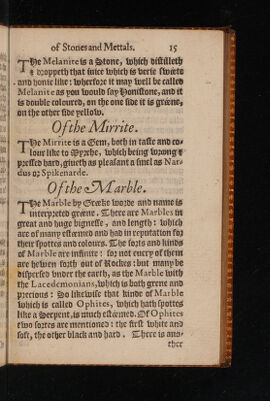 of Stones and Mettals. 15
The Melanite is a Stone, which distilleth
& droppeth that iuice which is verie sweete
and honie like: wherfore it may well be called
Melanite as you would say Honistone, and it
is double coloured, on the one side it is greene,
on the other side yellow.
Of the Mirrite.
The Mirrite is a Gem, both in taste and co-
lour like to Myrrhe, which being wrong &
pressed hard, giueth as pleasant a smel as Nar-
dus or Spikenarde.
Of the Marble.
The Marble by Greeke worde and name is
interpreted greene. There are Marbles in
great and huge bignesse, and length: which
are of many esteemed and had in reputation for
their spottes and colours. The sorts and kinds
of Marble are infinite: for not euery of them
are hewen forth out of Rockes: but many be
dispersed vnder the earth, as the Marble with
the Lacedemonians, which is both grene and
precious: So likewise that kinde of Marble
which is called Ophites, which hath spottes
like a Serpent, is much esteemed. Of Ophites
two sortes are mentioned: the first white and
soft, the other black and hard. There is ano-
ther